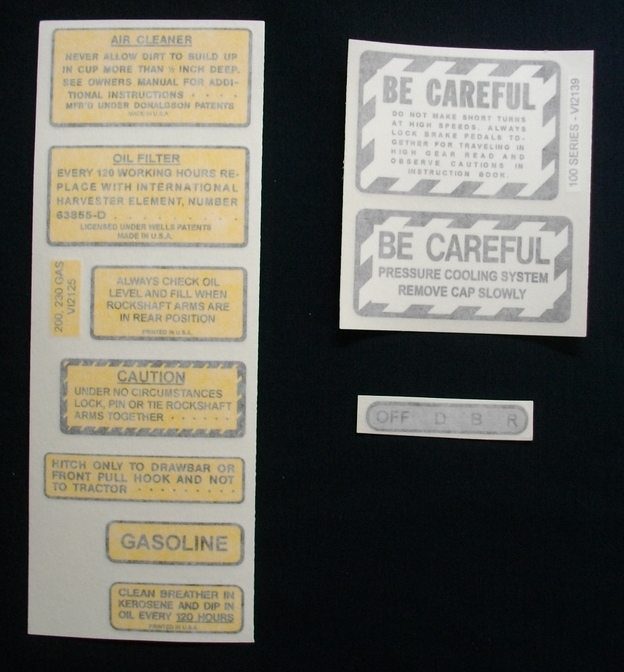 AIR CLEANER
NEVER ALLOW DIRT TO BUILD UP
IN CUP MORE THAN ½ INCH DEEP.
SEE OWNERS MANUAL FOR ADDI-
TIONAL INSTRUCTIONS . . . .
MFR'D UNDER DONALDSON PATENTS
MADE IN U.S.A.
OIL FILTER
EVERY 120 WORKING HOURS RE-
PLACE WITH INTERNATIONAL
HARVESTER ELEMENT, NUMBER
63855-D . . . . . . . . . .
LICENSED UNDER WELLS PATENTS
MADE IN U.S.A.
200, 230 GAS
VI2125
ALWAYS CHECK OIL
LEVEL AND FILL WHEN
ROCKSHAFT ARMS ARE
IN REAR POSITION
PRINTED IN U.S.A.
CAUTION
UNDER NO CIRCUMSTANCES
LOCK, PIN OR TIE ROCKSHAFT
ARMS TOGETHER . . . . . .
HITCH ONLY TO DRAWBAR OR
FRONT PULL HOOK AND NOT
TO TRACTOR . . . . . . . . .
GASOLINE
CLEAN BREATHER IN
KEROSENE AND DIP IN
OIL EVERY 120 HOURS
PRINTED IN U.S.A.
BE CAREFUL
DO NOT MAKE SHORT TURNS
AT HIGH SPEEDS. ALWAYS
LOCK BRAKE PEDALS TO-
GETHER FOR TRAVELING IN
HIGH GEAR READ AND
OBSERVE CAUTIONS IN
INSTRUCTION BOOK.
100 SERIES - VI2139
BE CAREFUL
PRESSURE COOLING SYSTEM
REMOVE CAP SLOWLY
OFF D B R